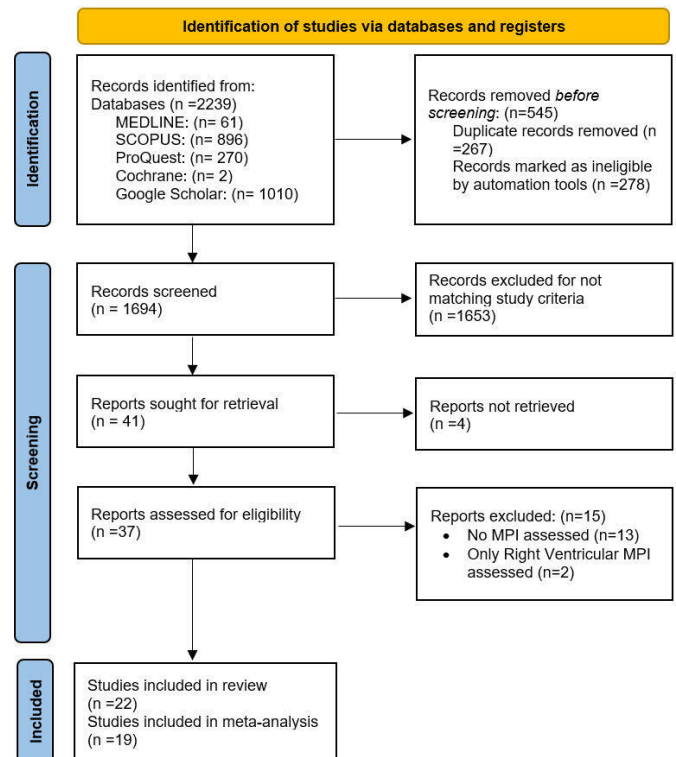 Identification of studies via databases and registers
Identification
Records identified from:
Databases (n =2239)
MEDLINE: (n= 61)
SCOPUS: (n= 896)
ProQuest: (n= 270)
Cochrane: (n= 2)
Google Scholar: (n= 1010)
Records removed before
screening: (n=545)
Duplicate records removed (n
=267)
Records marked as ineligible
by automation tools (n =278)
Screening
Records screened
(n = 1694)
Records excluded for not
matching study criteria
(n =1653)
Reports sought for retrieval
(n = 41)
Reports not retrieved
(n =4)
Reports assessed for eligibility
(n =37)
Reports excluded: (n=15)
• No MPI assessed (n=13)
• Only Right Ventricular MPI
assessed (n=2)
Included
Studies included in review
(n =22)
Studies included in meta-analysis
(n =19)